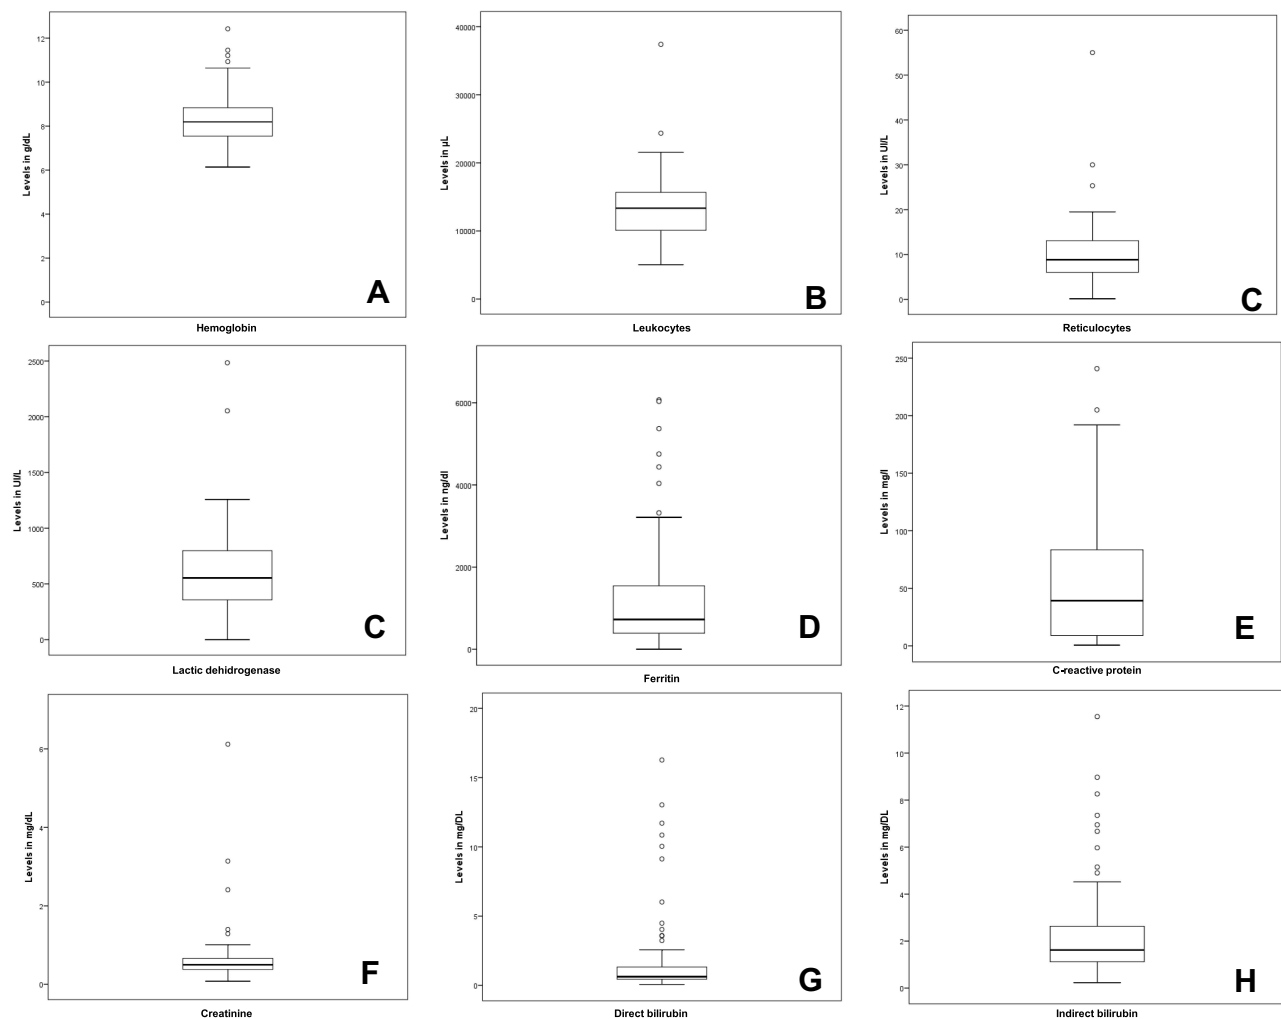 Levels in g/dL
12
10
8
6
4
2
0
A
Hemoglobin
Levels in µL
40000
30000
20000
10000
0
B
Leukocytes
Levels in UI/L
60
50
40
30
20
10
0
C
Reticulocytes
Levels in UI/L
2500
2000
1500
1000
500
0
C
Lactic dehidrogenase
Levels in ng/dl
6000
4000
2000
0
D
Ferritin
Levels in mg/l
250
200
150
100
50
0
E
C-reactive protein
Levels in mg/dL
6
4
2
0
F
Creatinine
Levels in mg/DL
20
15
10
5
0
G
Direct bilirubin
Levels in mg/DL
12
10
8
6
4
2
0
H
Indirect bilirubin